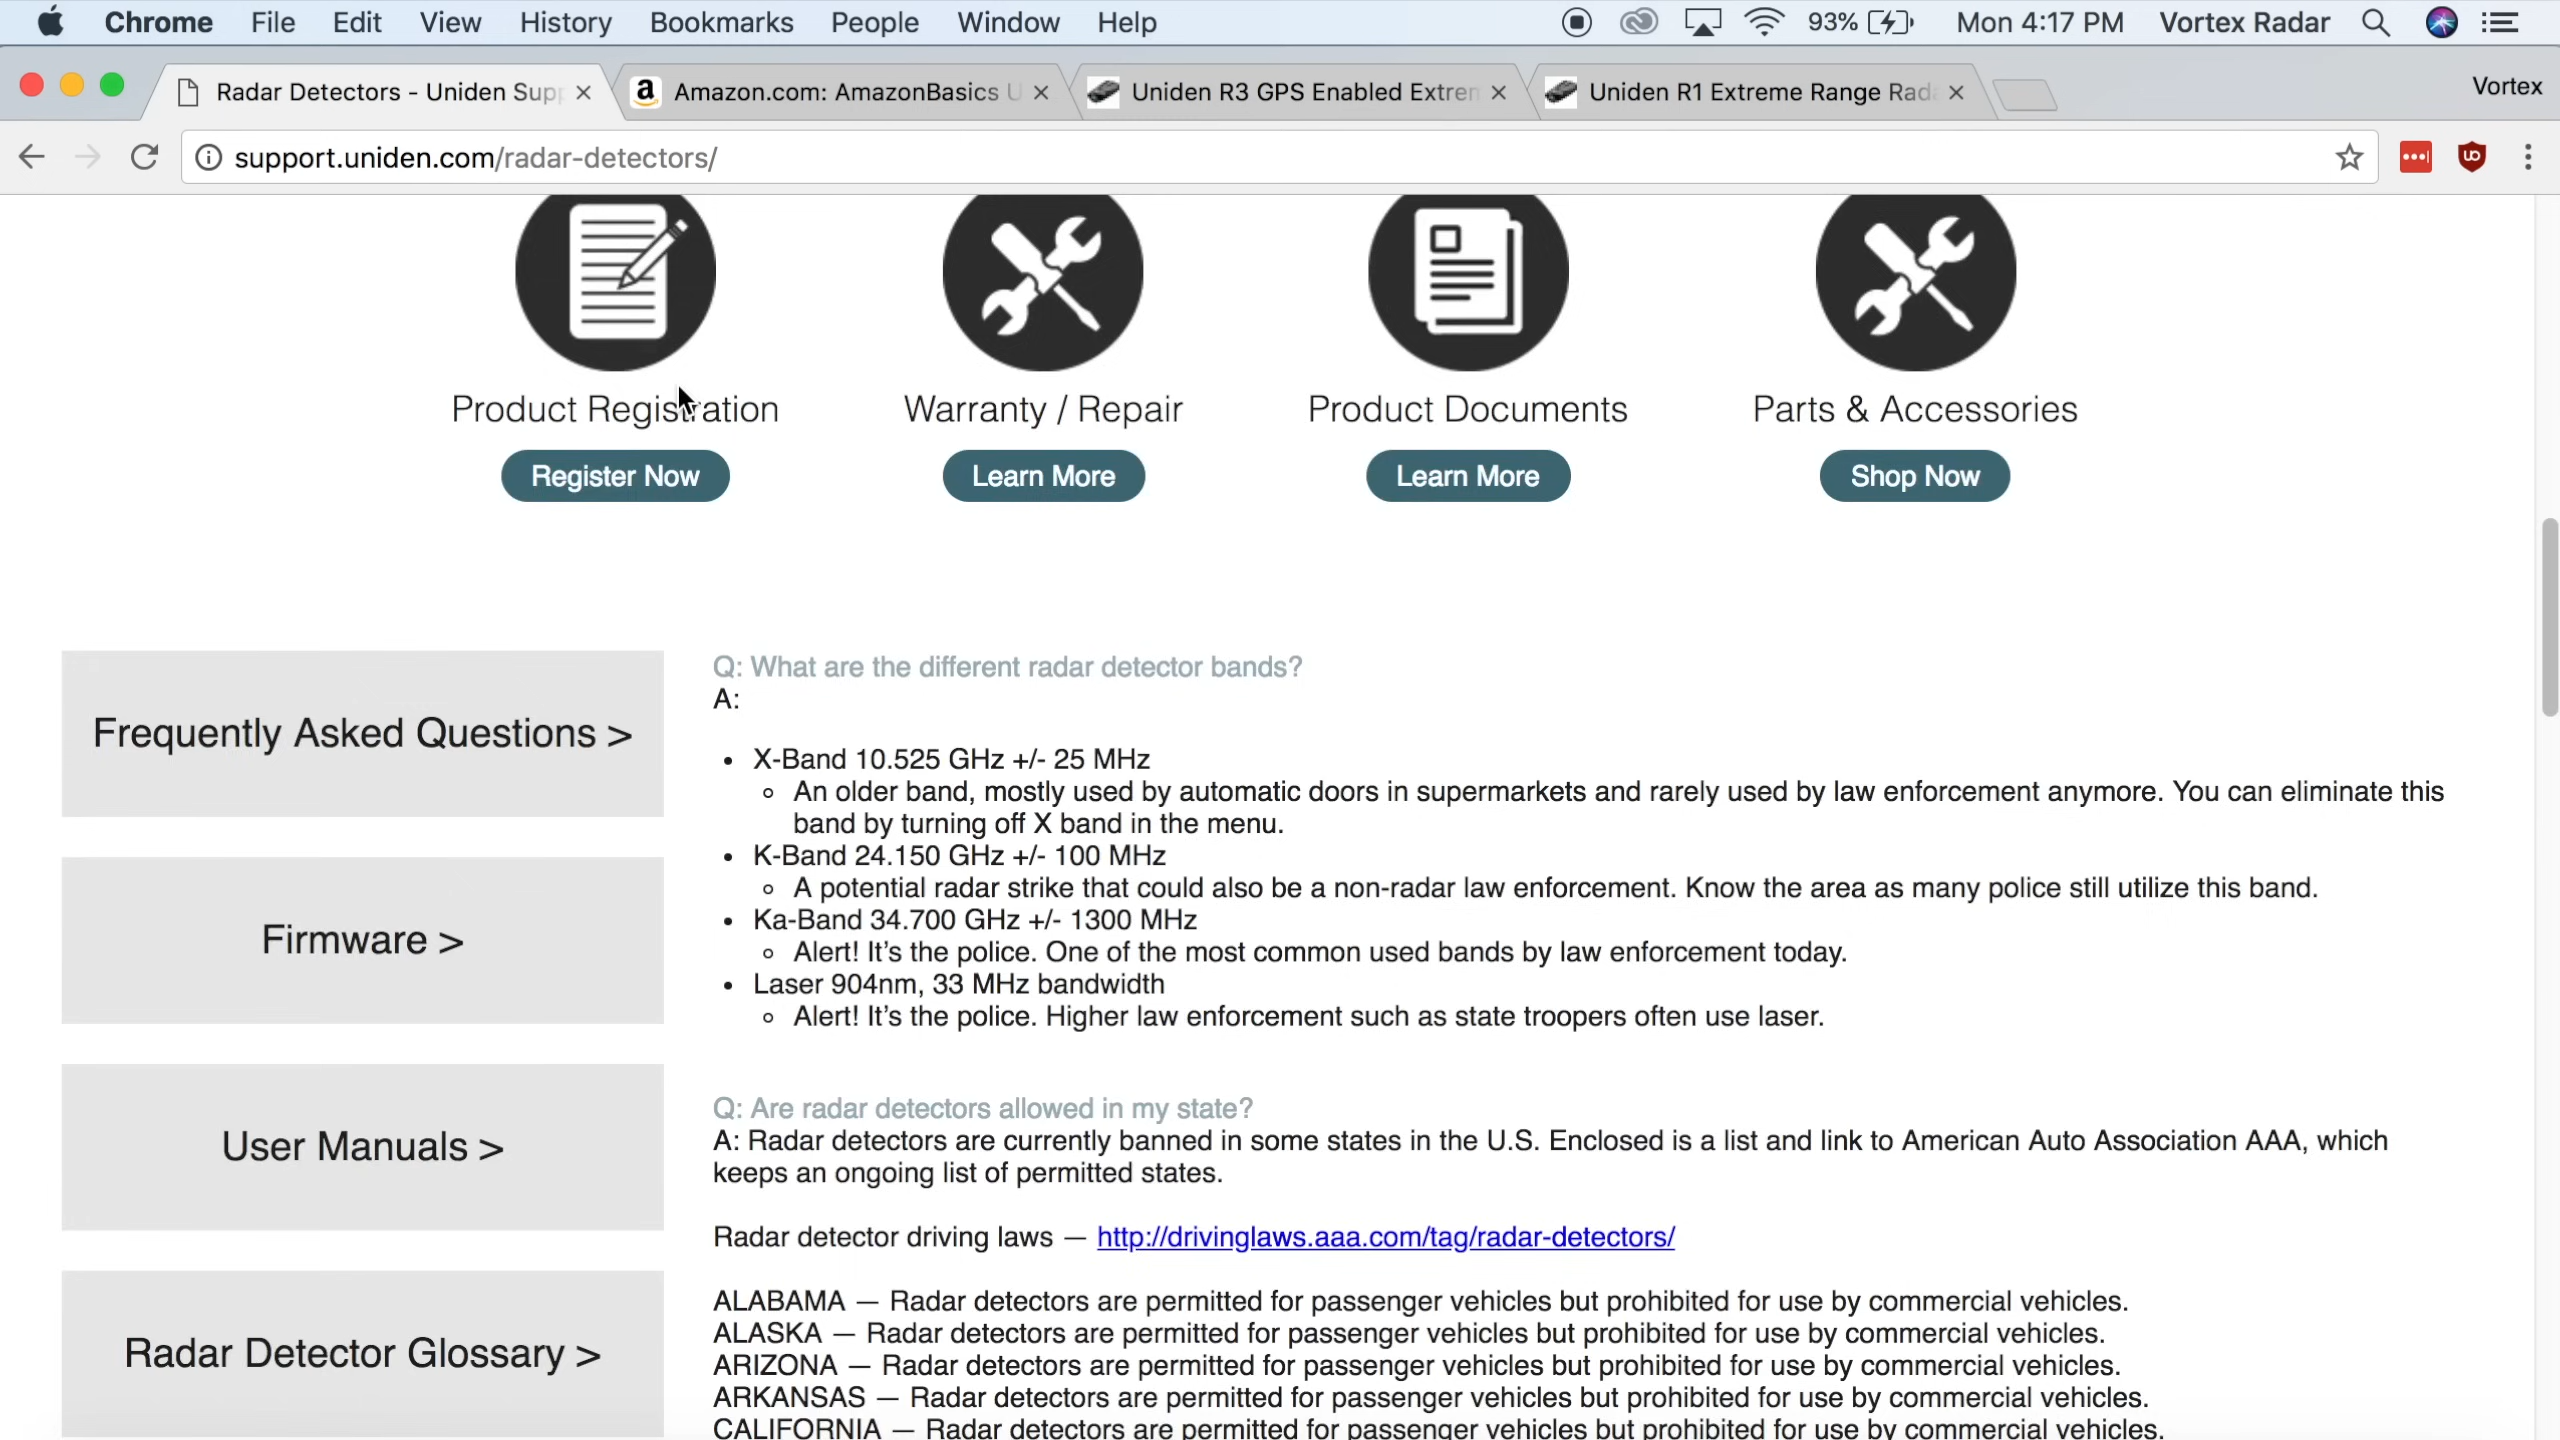 Chrome File Edit View History Bookmarks People Window Help 93% Mon 4:17 PM Vortex Radar
Radar Detectors - Uniden Supp Amazon.com: AmazonBasics U Uniden R3 GPS Enabled Extrem Uniden R1 Extreme Range Rada Vortex
support.uniden.com/radar-detectors/
Product Registration Warranty / Repair Product Documents Parts & Accessories
Register Now Learn More Learn More Shop Now
Frequently Asked Questions >
Firmware >
User Manuals >
Radar Detector Glossary >
Q: What are the different radar detector bands?
A:
• X-Band 10.525 GHz +/- 25 MHz
◦ An older band, mostly used by automatic doors in supermarkets and rarely used by law enforcement anymore. You can eliminate this
band by turning off X band in the menu.
• K-Band 24.150 GHz +/- 100 MHz
◦ A potential radar strike that could also be a non-radar law enforcement. Know the area as many police still utilize this band.
• Ka-Band 34.700 GHz +/- 1300 MHz
◦ Alert! It’s the police. One of the most common used bands by law enforcement today.
• Laser 904nm, 33 MHz bandwidth
◦ Alert! It’s the police. Higher law enforcement such as state troopers often use laser.
Q: Are radar detectors allowed in my state?
A: Radar detectors are currently banned in some states in the U.S. Enclosed is a list and link to American Auto Association AAA, which
keeps an ongoing list of permitted states.
Radar detector driving laws — http://drivinglaws.aaa.com/tag/radar-detectors/
ALABAMA — Radar detectors are permitted for passenger vehicles but prohibited for use by commercial vehicles.
ALASKA — Radar detectors are permitted for passenger vehicles but prohibited for use by commercial vehicles.
ARIZONA — Radar detectors are permitted for passenger vehicles but prohibited for use by commercial vehicles.
ARKANSAS — Radar detectors are permitted for passenger vehicles but prohibited for use by commercial vehicles.
CALIFORNIA — Radar detectors are permitted for passenger vehicles but prohibited for use by commercial vehicles.